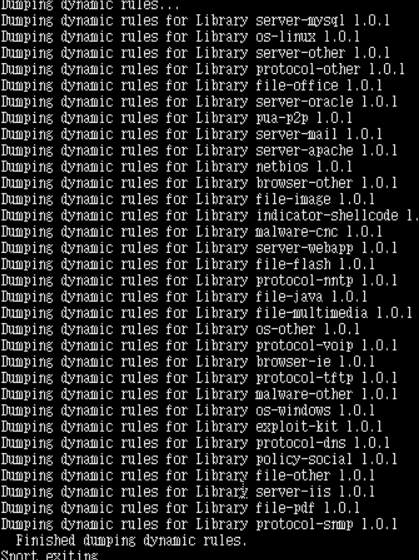 Dumping dynamic rules...
Dumping dynamic rules for Library server-mysql 1.0.1
Dumping dynamic rules for Library os-linux 1.0.1
Dumping dynamic rules for Library server-other 1.0.1
Dumping dynamic rules for Library protocol-other 1.0.1
Dumping dynamic rules for Library file-office 1.0.1
Dumping dynamic rules for Library server-oracle 1.0.1
Dumping dynamic rules for Library pua-p2p 1.0.1
Dumping dynamic rules for Library server-mail 1.0.1
Dumping dynamic rules for Library server-apache 1.0.1
Dumping dynamic rules for Library netbios 1.0.1
Dumping dynamic rules for Library browser-other 1.0.1
Dumping dynamic rules for Library file-image 1.0.1
Dumping dynamic rules for Library indicator-shellcode 1.
Dumping dynamic rules for Library malware-cnc 1.0.1
Dumping dynamic rules for Library server-webapp 1.0.1
Dumping dynamic rules for Library file-flash 1.0.1
Dumping dynamic rules for Library protocol-nntp 1.0.1
Dumping dynamic rules for Library file-java 1.0.1
Dumping dynamic rules for Library file-multimedia 1.0.1
Dumping dynamic rules for Library os-other 1.0.1
Dumping dynamic rules for Library protocol-voip 1.0.1
Dumping dynamic rules for Library browser-ie 1.0.1
Dumping dynamic rules for Library protocol-tftp 1.0.1
Dumping dynamic rules for Library malware-other 1.0.1
Dumping dynamic rules for Library os-windows 1.0.1
Dumping dynamic rules for Library exploit-kit 1.0.1
Dumping dynamic rules for Library protocol-dns 1.0.1
Dumping dynamic rules for Library policy-social 1.0.1
Dumping dynamic rules for Library file-other 1.0.1
Dumping dynamic rules for Library server-iis 1.0.1
Dumping dynamic rules for Library file-pdf 1.0.1
Dumping dynamic rules for Library protocol-snmp 1.0.1
Finished dumping dynamic rules.
Snort exiting